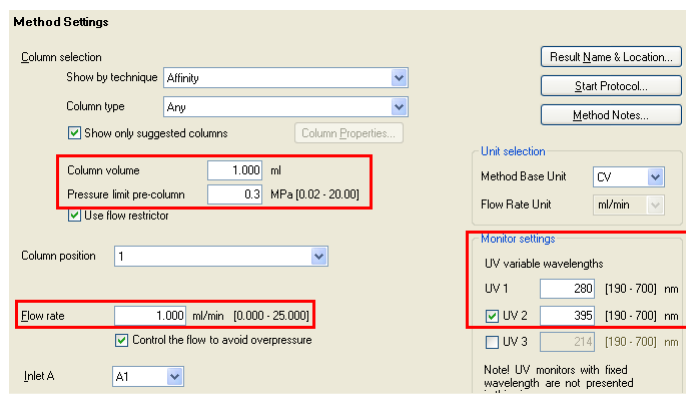 Method Settings
Column selection
Show by technique Affinity
Column type Any
Show only suggested columns Column Properties...
Column volume 1.000 ml
Pressure limit pre-column 0.3 MPa [0.02 - 20.00]
Use flow restrictor
Column position 1
Flow rate 1.000 ml/min [0.000 - 25.000]
Control the flow to avoid overpressure
Inlet A A1
Result Name & Location...
Start Protocol...
Method Notes...
Unit selection
Method Base Unit CV
Flow Rate Unit ml/min
Monitor settings
UV variable wavelengths
UV 1 280 [190 - 700] nm
UV 2 395 [190 - 700] nm
UV 3 214 [190 - 700] nm
Note! UV monitors with fixed
wavelength are not presented